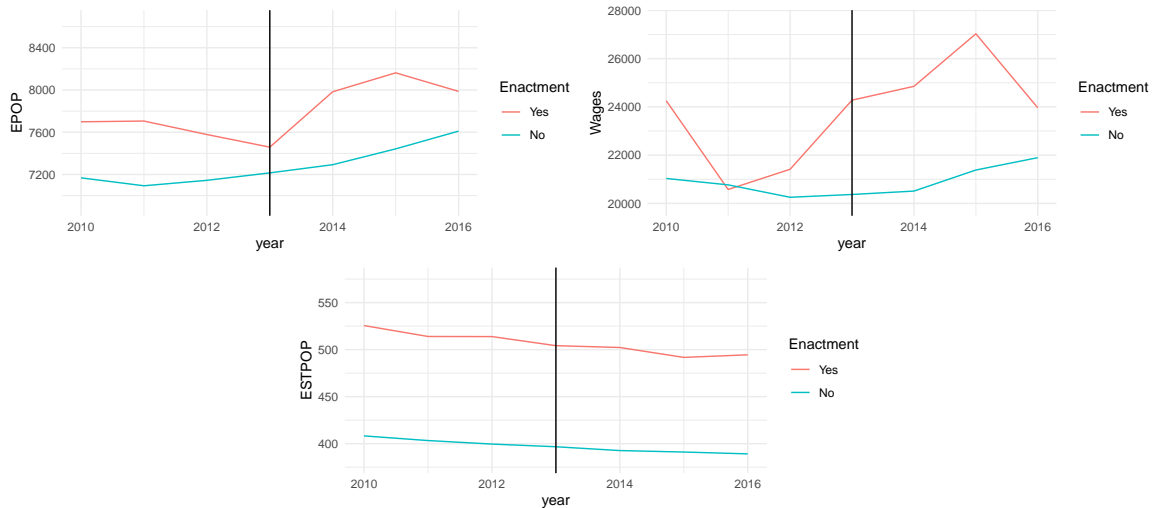 EPOP
8400
8000
7600
7200
2010
2012
2014
2016
year
Enactment
Yes
No
Wages
28000
26000
24000
22000
20000
2010
2012
2014
2016
year
Enactment
Yes
No
ESTPOP
550
500
450
400
2010
2012
2014
2016
year
Enactment
Yes
No